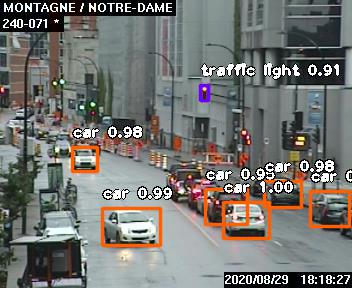 MONTAGNE / NOTRE-DAME
240-071 *
traffic light 0.91
car 0.98
car 0.95
car 0.98
car 1.00
car 0.99
2020/08/29 18:18:27